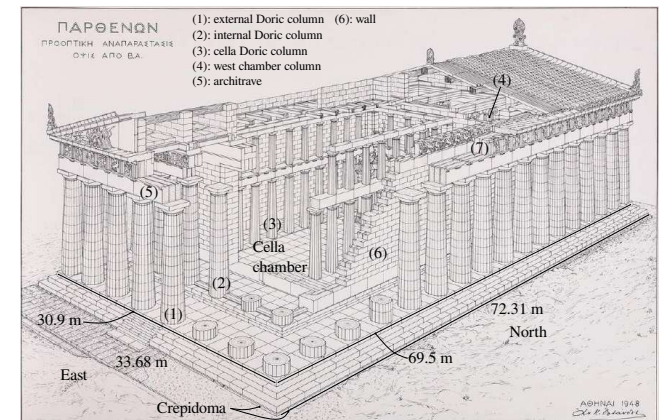 ΠΑΡΘΕΝΩΝ
ΠΡΟΟΠΤΙΚΗ ΑΝΑΠΑΡΑΣΤΑΣΙΣ
ΟΨΙΣ ΑΠΟ Β.Α.
(1): external Doric column (6): wall
(2): internal Doric column
(3): cella Doric column
(4): west chamber column
(5): architrave
(4)
(7)
(5)
(3)
Cella
chamber
(6)
(2)
(1)
30.9 m
72.31 m
North
33.68 m
69.5 m
East
Crepidoma
ΑΘΗΝΑΙ 1948